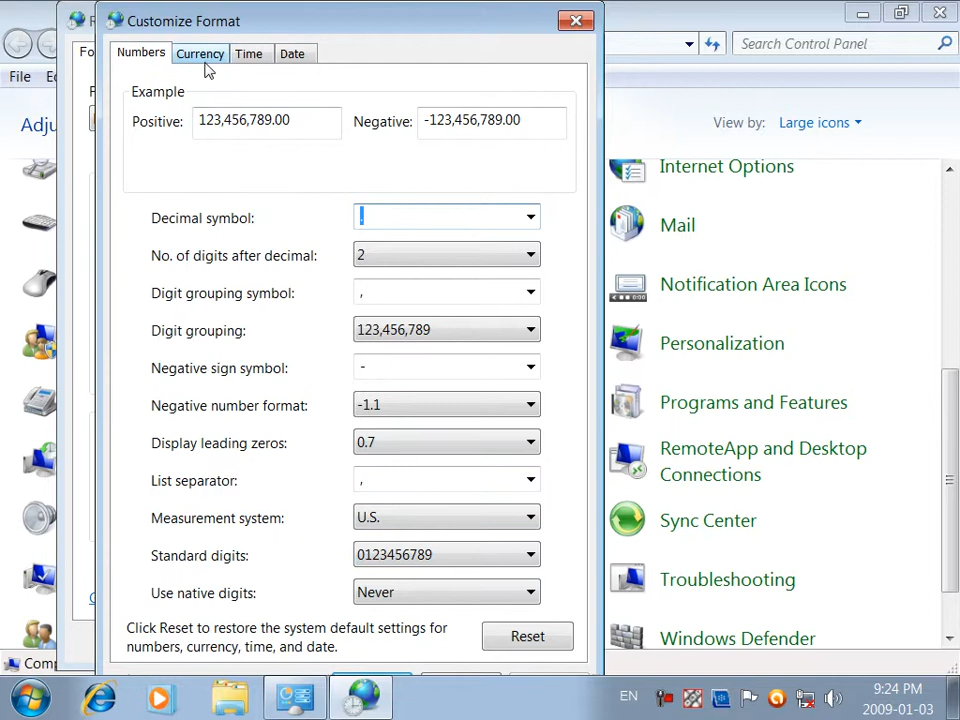 Customize Format
Numbers
Currency
Time
Date
Search Control Panel
File
Example
Positive:
123,456,789.00
Negative:
-123,456,789.00
Adju
View by:
Large icons
Decimal symbol:
.
No. of digits after decimal:
2
Digit grouping symbol:
,
Digit grouping:
123,456,789
Negative sign symbol:
-
Negative number format:
-1.1
Display leading zeros:
0.7
List separator:
,
Measurement system:
U.S.
Standard digits:
0123456789
Use native digits:
Never
Click Reset to restore the system default settings for
numbers, currency, time, and date.
Reset
Internet Options
Mail
Notification Area Icons
Personalization
Programs and Features
RemoteApp and Desktop
Connections
Sync Center
Troubleshooting
Windows Defender
Comp
EN
9:24 PM
2009-01-03